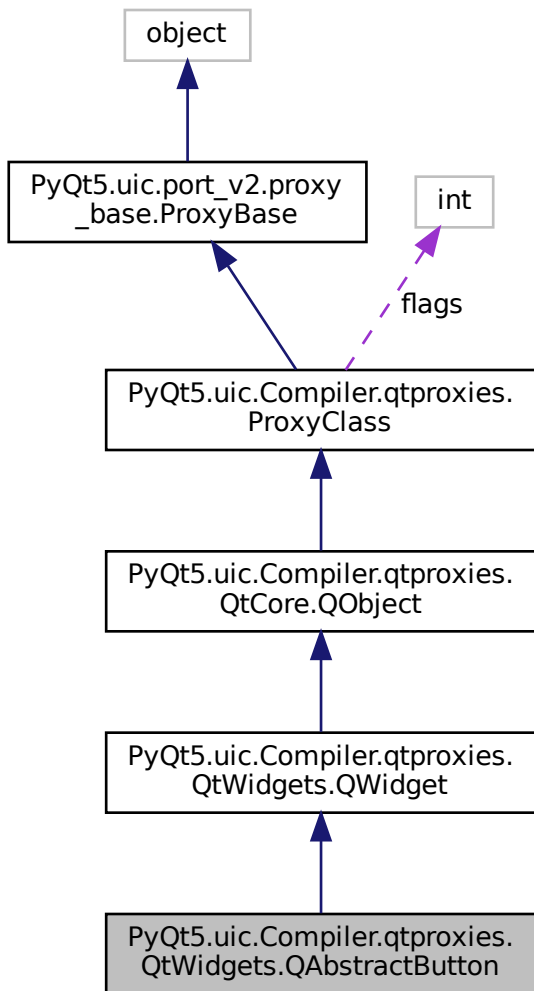 object
PyQt5.uic.port_v2.proxy
_base.ProxyBase
int
flags
PyQt5.uic.Compiler.qtproxies.
ProxyClass
PyQt5.uic.Compiler.qtproxies.
QtCore.QObject
PyQt5.uic.Compiler.qtproxies.
QtWidgets.QWidget
PyQt5.uic.Compiler.qtproxies.
QtWidgets.QAbstractButton